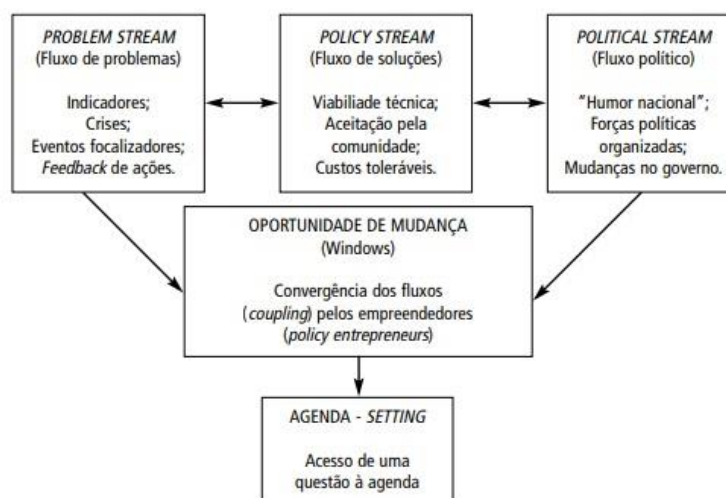 PROBLEM STREAM
(Fluxo de problemas)
Indicadores;
Crises;
Eventos focalizadores;
Feedback de ações.
POLICY STREAM
(Fluxo de soluções)
Viabiliade técnica;
Aceitação pela
comunidade;
Custos toleráveis.
POLITICAL STREAM
(Fluxo político)
"Humor nacional";
Forças políticas
organizadas;
Mudanças no governo.
OPORTUNIDADE DE MUDANÇA
(Windows)
Convergência dos fluxos
(coupling) pelos empreendedores
(policy entrepreneurs)
AGENDA - SETTING
Acesso de uma
questão à agenda